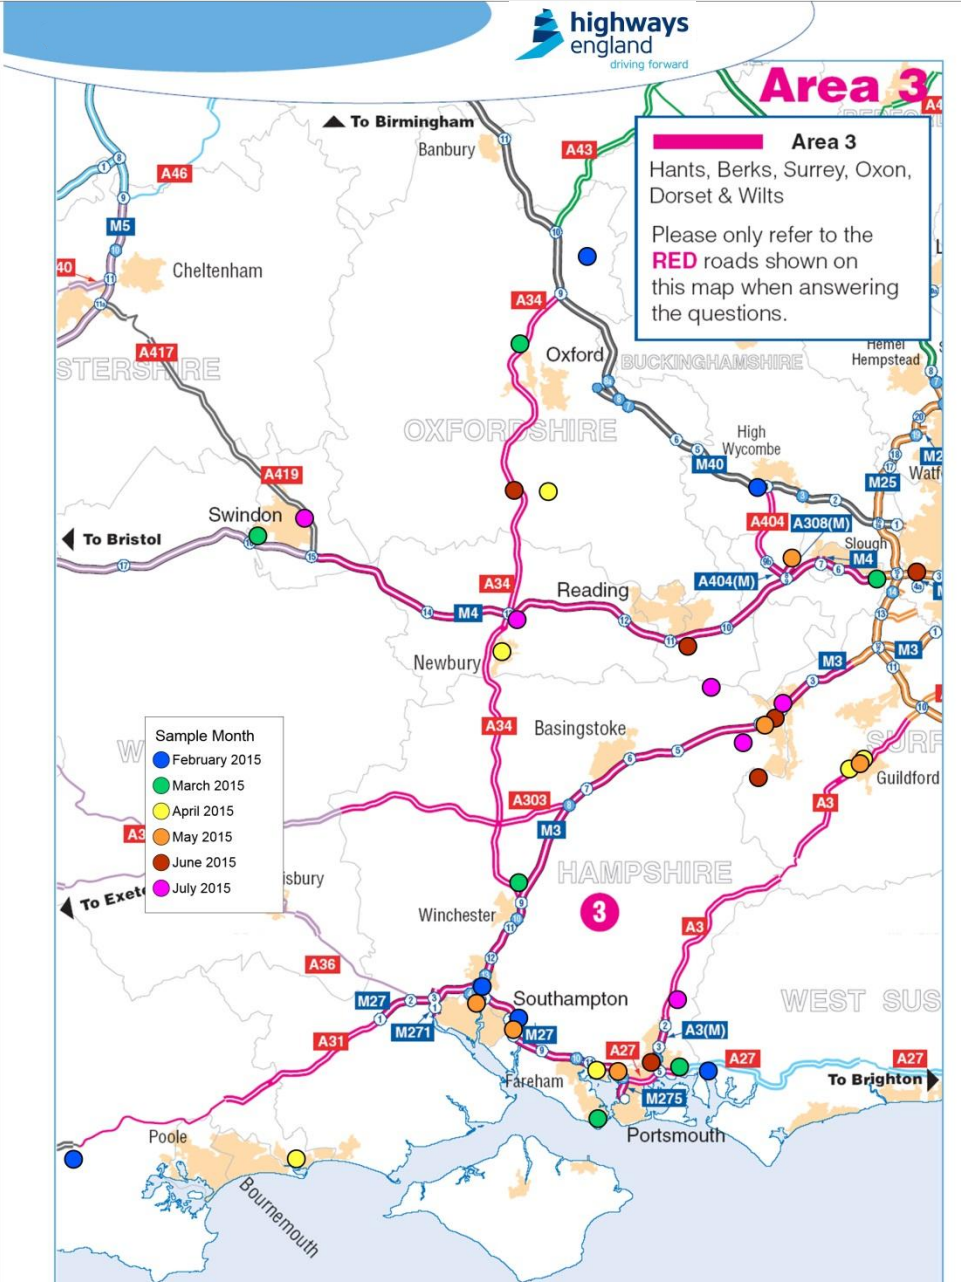 highways
england
driving forward
Area 3
Area 3
Hants, Berks, Surrey, Oxon,
Dorset & Wilts
Please only refer to the
RED roads shown on
this map when answering
the questions.
To Birmingham
Banbury
A43
A46
M5
Cheltenham
A34
A417
Oxford
BUCKINGHAMSHIRE
Hemel
Hempstead
OXFORDSHIRE
High
Wycombe
M40
M25
A419
Swindon
A404
A308(M)
Slough
To Bristol
M4
A404(M)
A34
M4
Reading
Newbury
M3
M3
A34
Basingstoke
Guildford
Sample Month
February 2015
March 2015
April 2015
May 2015
June 2015
July 2015
A303
A3
M3
HAMPSHIRE
3
Winchester
A3
A36
WEST SUS
M27
Southampton
M271
M27
A3(M)
A31
A27
A27
A27
To Brighton
Fareham
M275
Portsmouth
Poole
Bournemouth